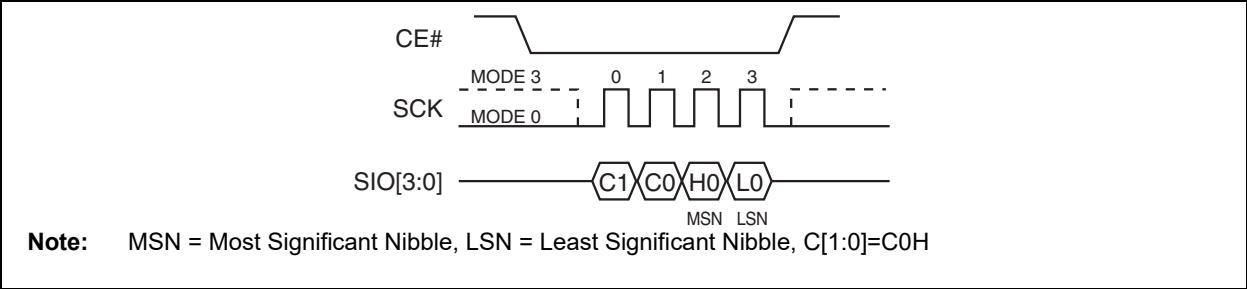 CE#
MODE 3 0 1 2 3
SCK
MODE 0
SIO[3:0] C1 C0 H0 L0
MSN LSN
Note: MSN = Most Significant Nibble, LSN = Least Significant Nibble, C[1:0]=C0H